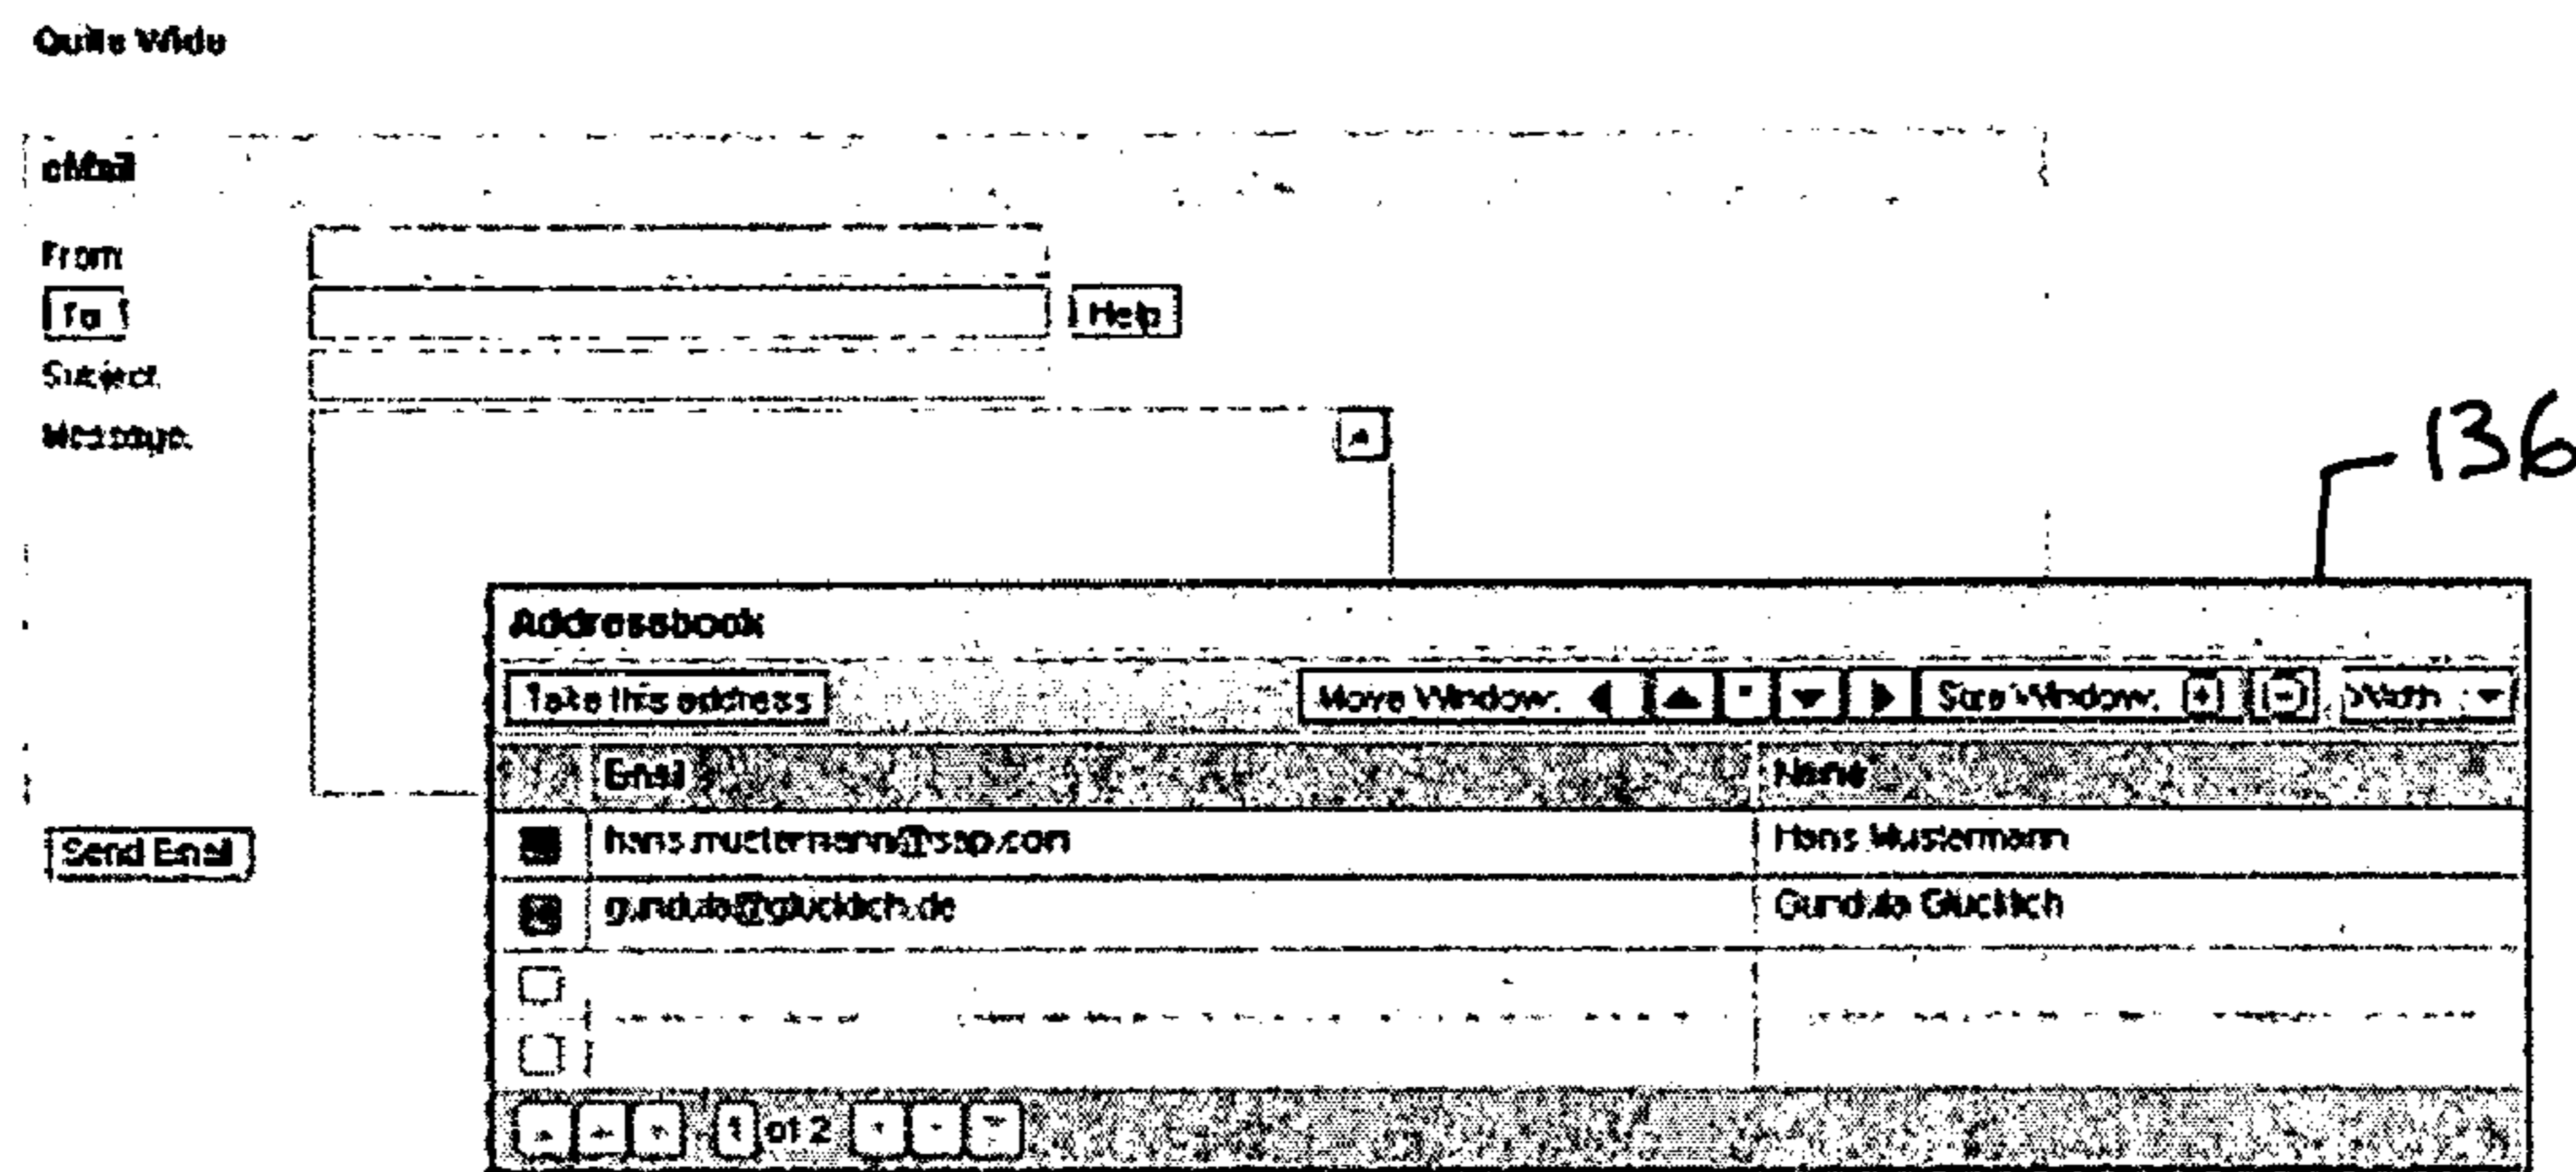 Quite Wide
eMail
From
To
Help
Subject
Message
136
Addressbook
Take this address
Move Window: Size Window: Width
Email Name
hans.mustermann@sap.com Hans Mustermann
gundula@glucklich.de Gundula Glucklich
1 of 2
Send Email